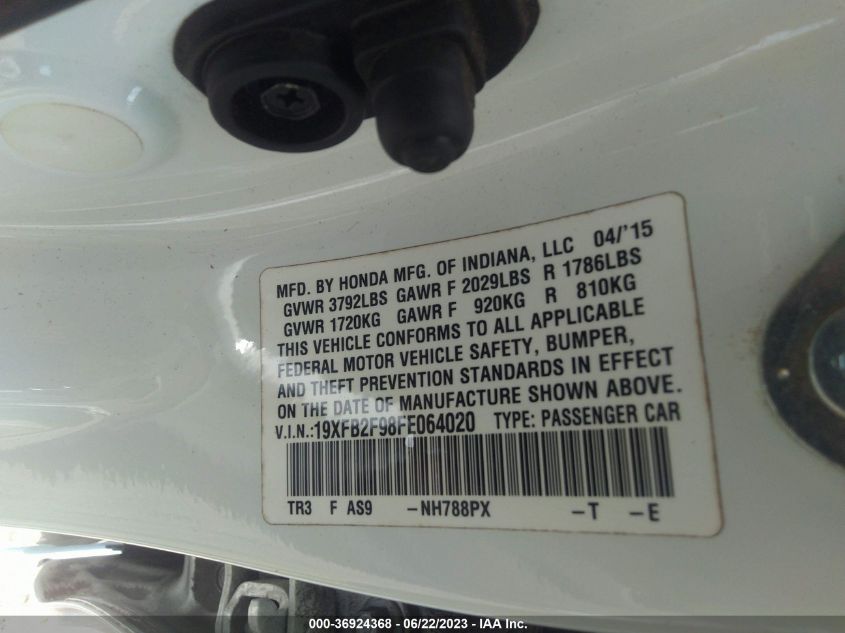 MFD. BY HONDA MFG. OF INDIANA, LLC 04/'15
GVWR 3792LBS GAWR F 2029LBS R 1786LBS
GVWR 1720KG GAWR F 920KG R 810KG
THIS VEHICLE CONFORMS TO ALL APPLICABLE
FEDERAL MOTOR VEHICLE SAFETY, BUMPER,
AND THEFT PREVENTION STANDARDS IN EFFECT
ON THE DATE OF MANUFACTURE SHOWN ABOVE.
V.I.N.:19XFB2F98FE064020 TYPE: PASSENGER CAR
TR3 F AS9 -NH788PX -T -E
000-36924368 - 06/22/2023 - IAA Inc.